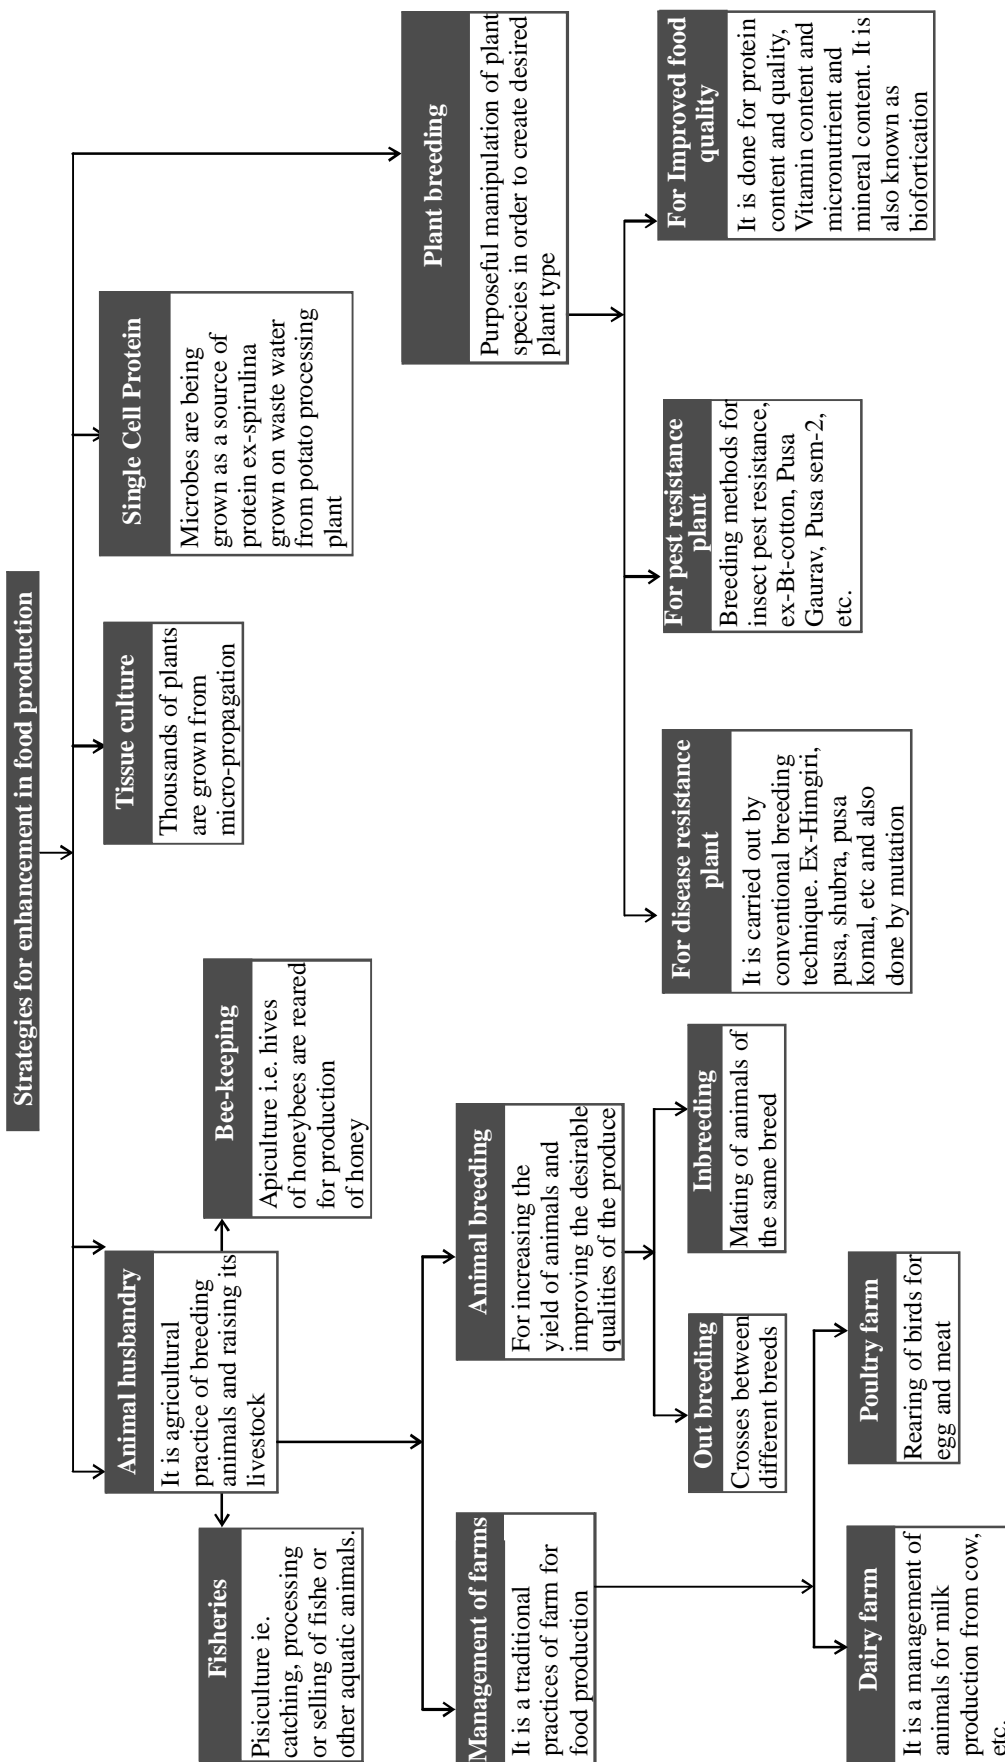 Strategies for enhancement in food production
Animal husbandry
It is agricultural
practice of breeding
animals and raising its
livestock
Fisheries
Pisiculture ie.
catching, processing
or selling of fishe or
other aquatic animals.
Bee-keeping
Apiculture i.e. hives
of honeybees are reared
for production
of honey
Tissue culture
Thousands of plants
are grown from
micro-propagation
Single Cell Protein
Microbes are being
grown as a source of
protein ex-spirulina
grown on waste water
from potato processing
plant
Plant breeding
Purposeful manipulation of plant
species in order to create desired
plant type
Management of farms
It is a traditional
practices of farm for
food production
Animal breeding
For increasing the
yield of animals and
improving the desirable
qualities of the produce
Out breeding
Crosses between
different breeds
Inbreeding
Mating of animals of
the same breed
For disease resistance
plant
It is carried out by
conventional breeding
technique. Ex-Himgiri,
pusa, shubra, pusa
komal, etc and also
done by mutation
For pest resistance
plant
Breeding methods for
insect pest resistance,
ex-Bt-cotton, Pusa
Gaurav, Pusa sem-2,
etc.
For Improved food
quality
It is done for protein
content and quality,
Vitamin content and
micronutrient and
mineral content. It is
also known as
biofortication
Dairy farm
It is a management of
animals for milk
production from cow,
etc.
Poultry farm
Rearing of birds for
egg and meat